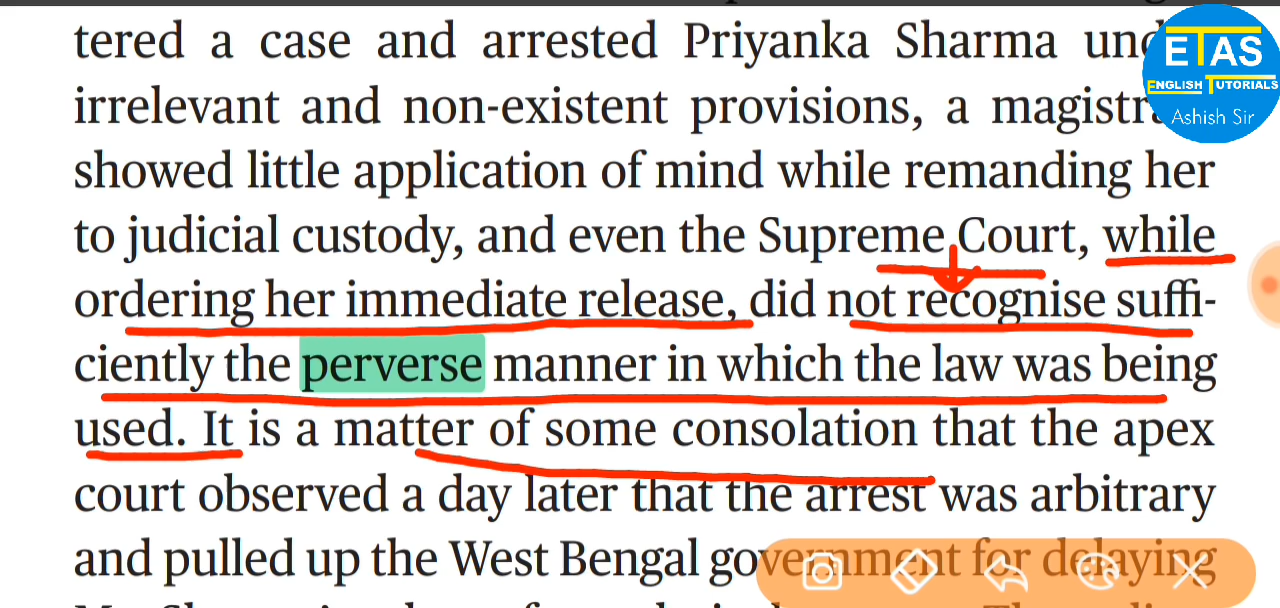 tered a case and arrested Priyanka Sharma
irrelevant and non-existent provisions, a
showed little application of mind while remanding her
to judicial custody, and even the Supreme Court, while
ordering her immediate release, did not recognise suffi-
ciently the perverse manner in which the law was being
used. It is a matter of some consolation that the apex
court observed a day later that the arrest was arbitrary
and pulled up the West Bengal government for delaying
ETAS
ENGLISH TUTORIALS
Ashish Sir